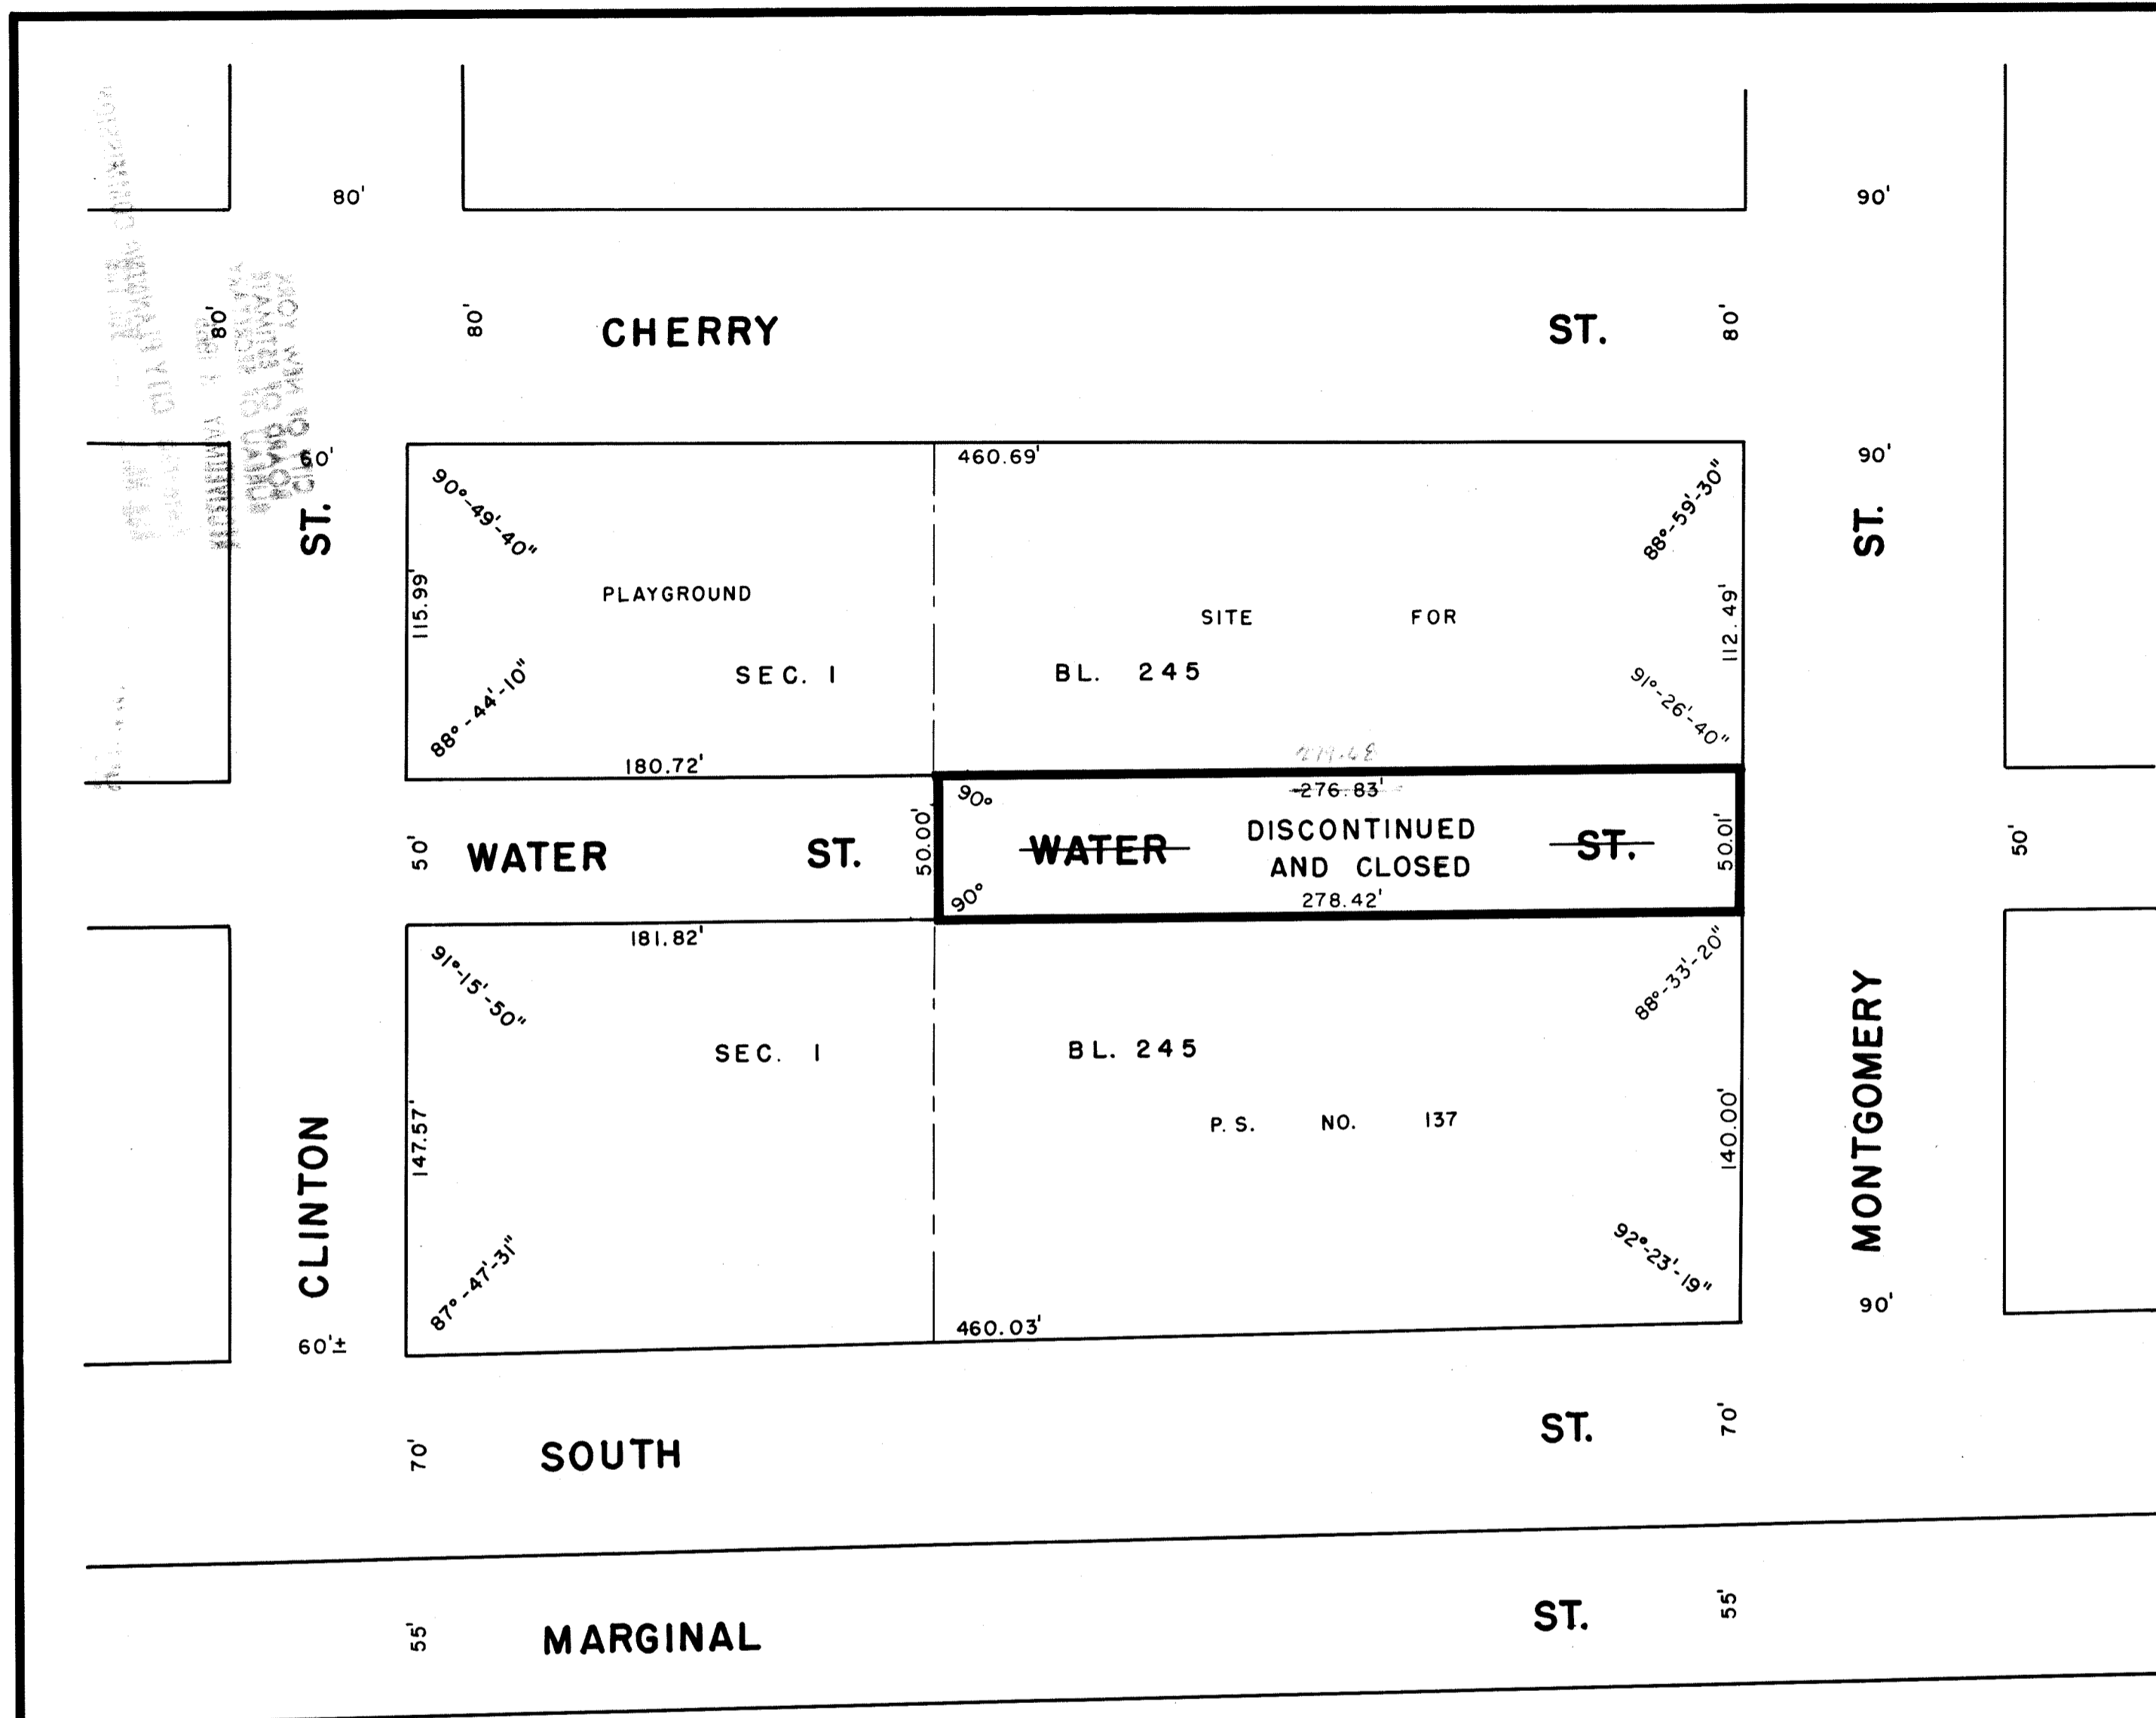 80'
90'
80'
80'
CHERRY ST.
80'
60'
460.69'
90'
ST.
90°-49'-40"
88°-59'-30"
ST.
115.99'
PLAYGROUND
SITE FOR
112.49'
SEC. 1
BL. 245
88°-44'-10"
91°-26'-40"
180.72'
90°
276.83'
50'
WATER ST.
50.00'
WATER
DISCONTINUED
AND CLOSED
ST.
50.01'
50'
90°
278.42'
181.82'
91°-15'-50"
88°-33'-20"
SEC. 1
BL. 245
147.57'
P. S. NO. 137
140.00'
CLINTON
MONTGOMERY
87°-47'-31"
92°-23'-19"
60'±
460.03'
90'
70'
SOUTH ST.
70'
55'
MARGINAL ST.
55'